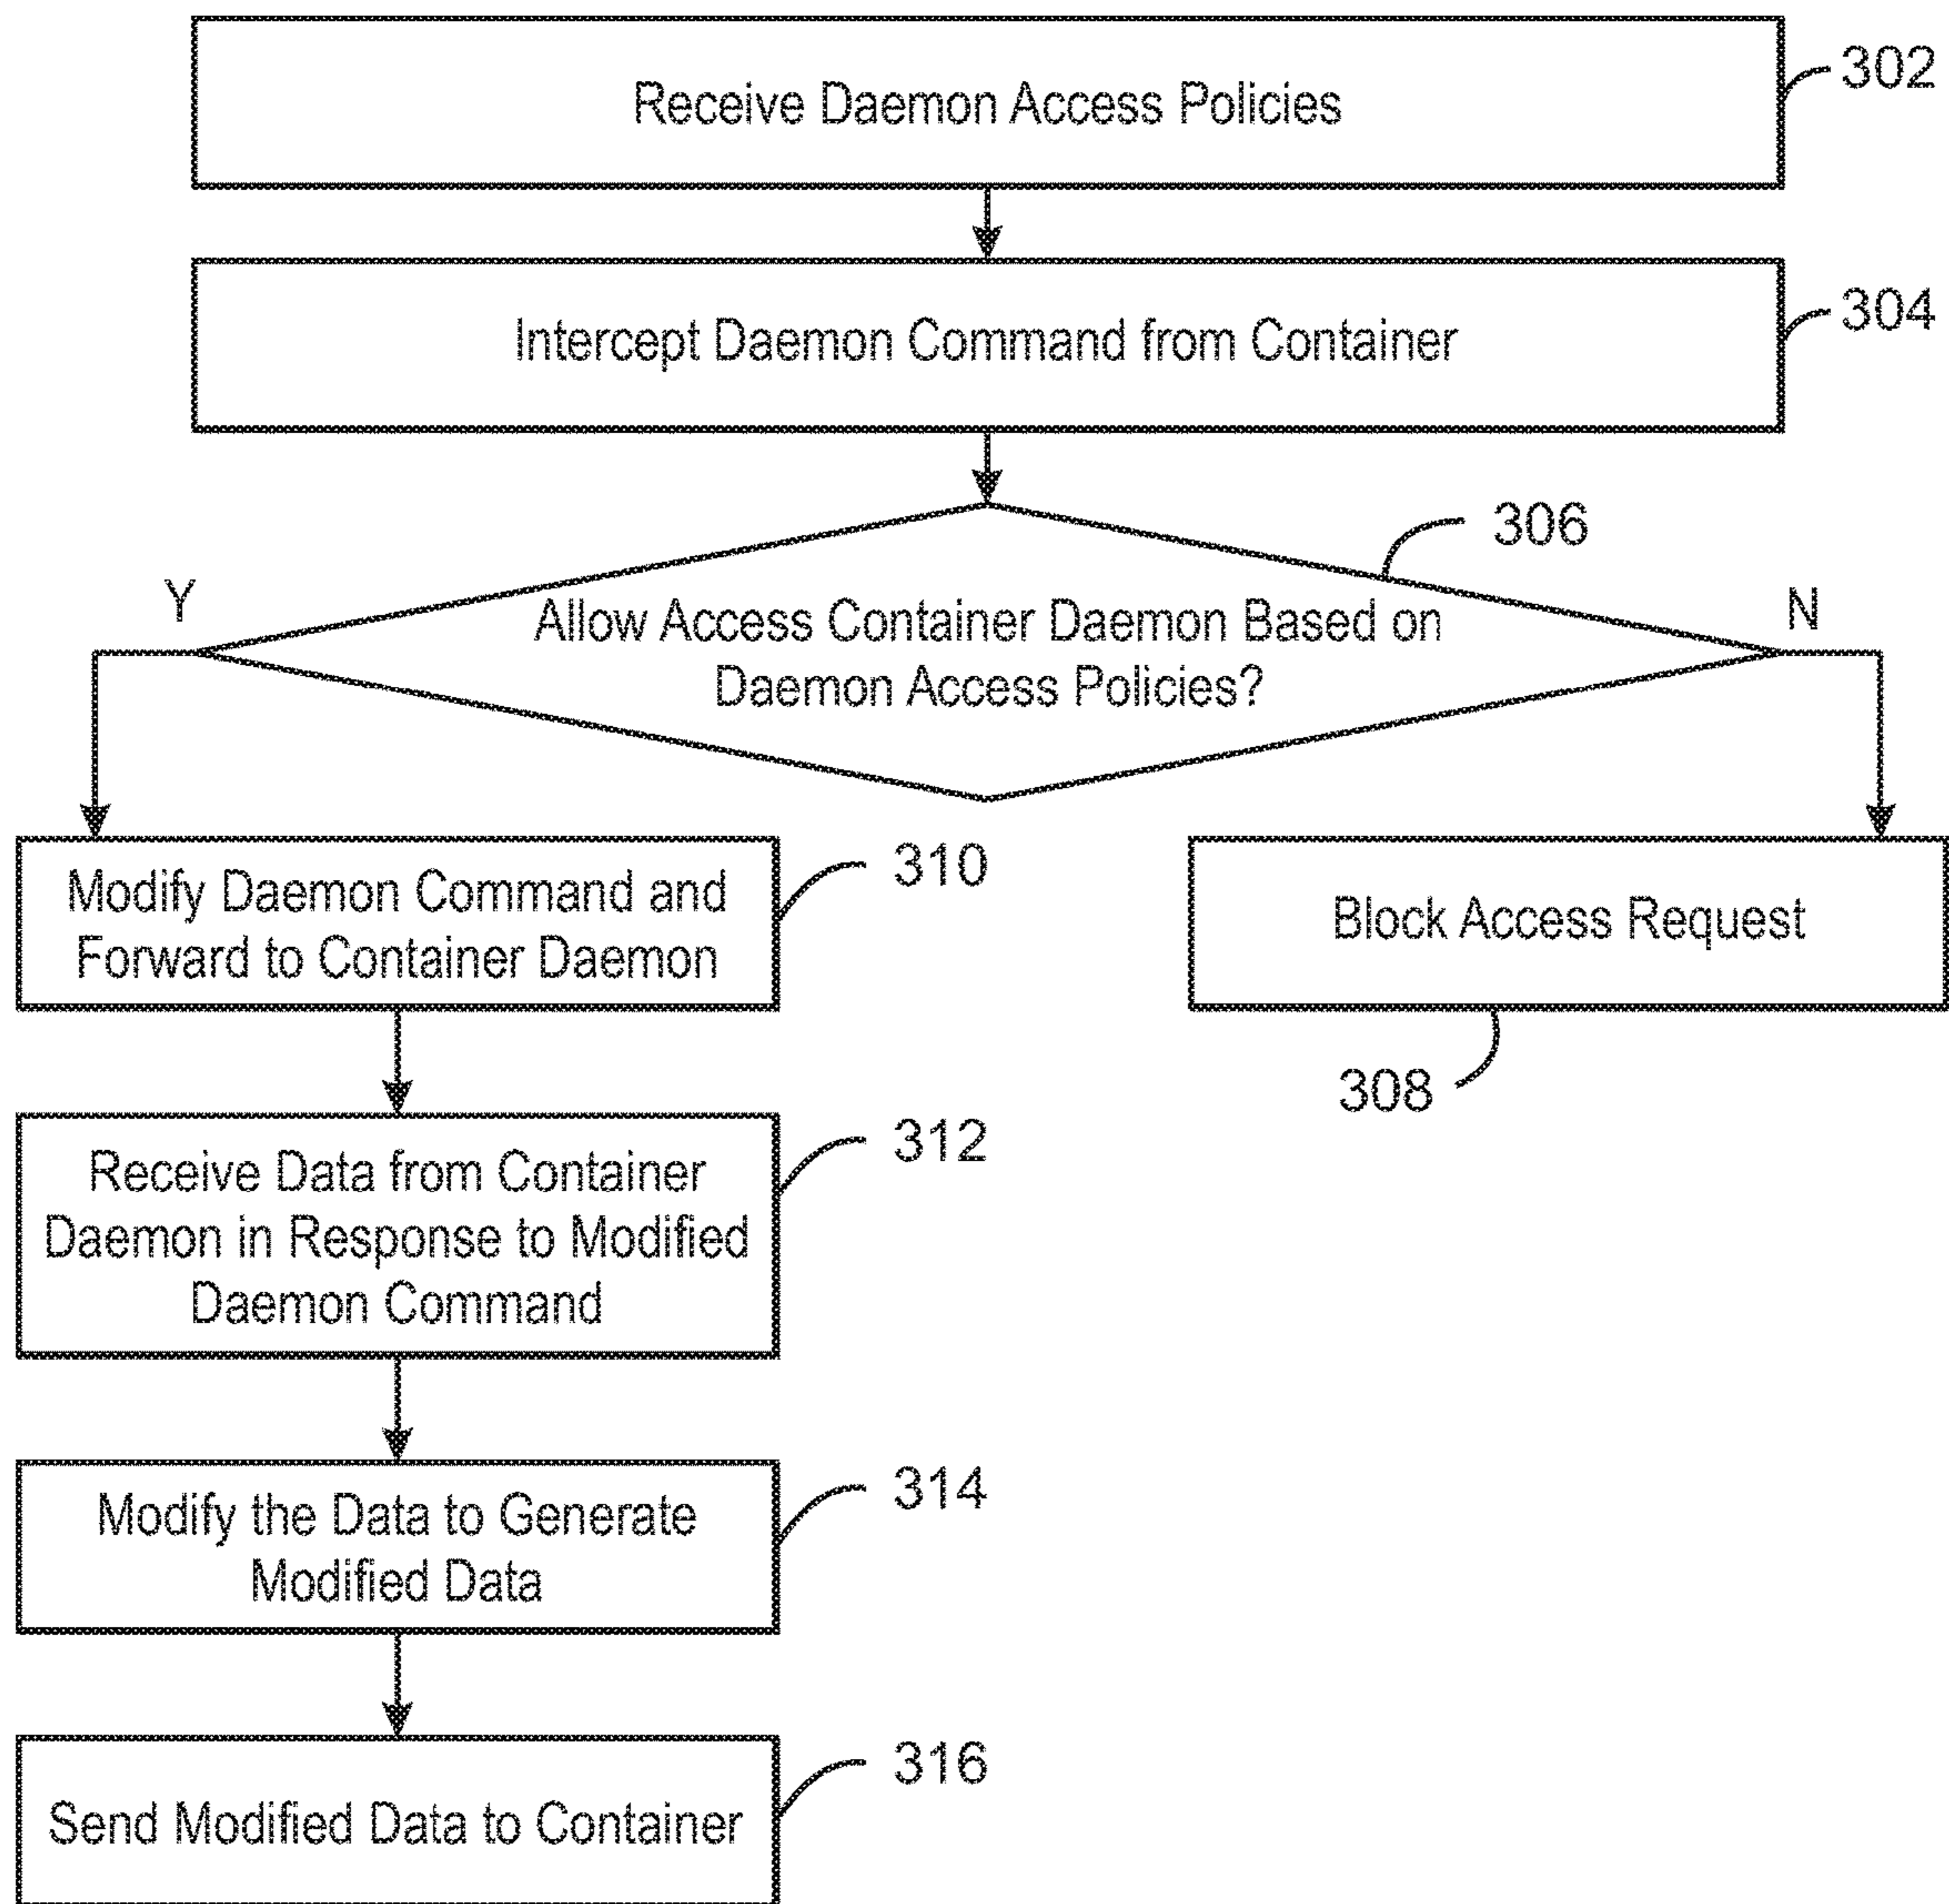 Receive Daemon Access Policies
302
Intercept Daemon Command from Container
304
306
Y
N
Allow Access Container Daemon Based on
Daemon Access Policies?
Modify Daemon Command and
Forward to Container Daemon
310
Block Access Request
308
Receive Data from Container
Daemon in Response to Modified
Daemon Command
312
Modify the Data to Generate
Modified Data
314
Send Modified Data to Container
316